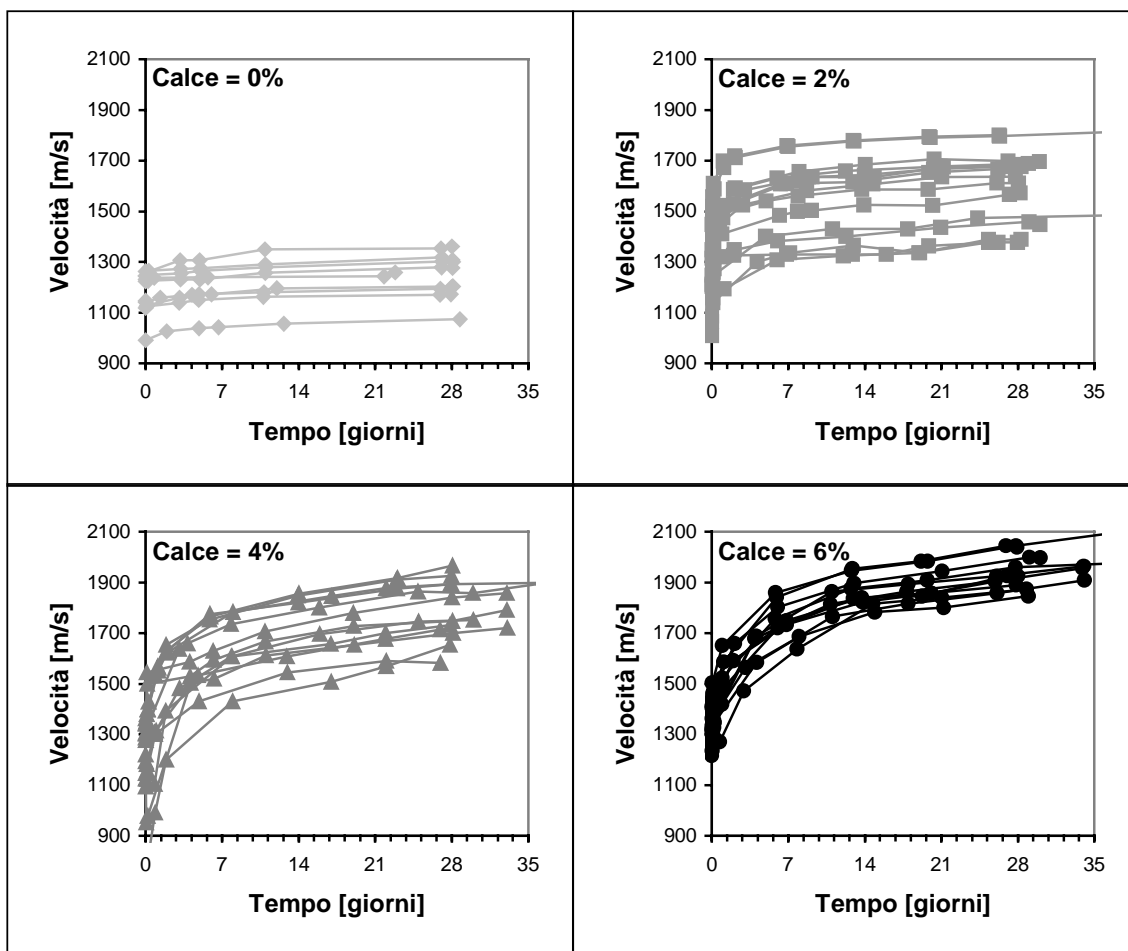 Calce = 0%
Velocità [m/s]
2100
1900
1700
1500
1300
1100
900
0 7 14 21 28 35
Tempo [giorni]
Calce = 2%
Velocità [m/s]
2100
1900
1700
1500
1300
1100
900
0 7 14 21 28 35
Tempo [giorni]
Calce = 4%
Velocità [m/s]
2100
1900
1700
1500
1300
1100
900
0 7 14 21 28 35
Tempo [giorni]
Calce = 6%
Velocità [m/s]
2100
1900
1700
1500
1300
1100
900
0 7 14 21 28 35
Tempo [giorni]